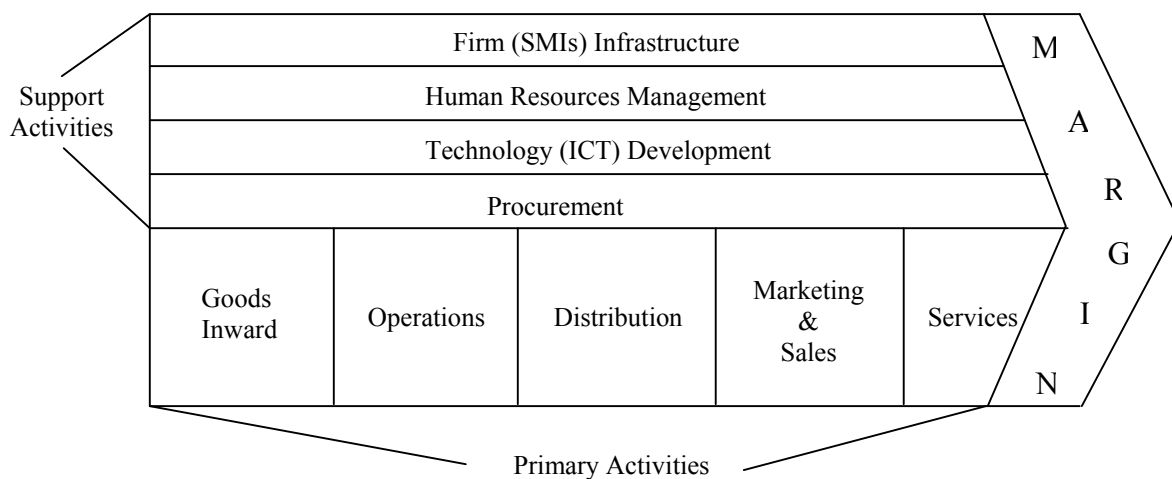 Firm (SMIs) Infrastructure
Human Resources Management
Technology (ICT) Development
Procurement
Support
Activities
Goods
Inward
Operations
Distribution
Marketing
&
Sales
Services
M
A
R
G
I
N
Primary Activities